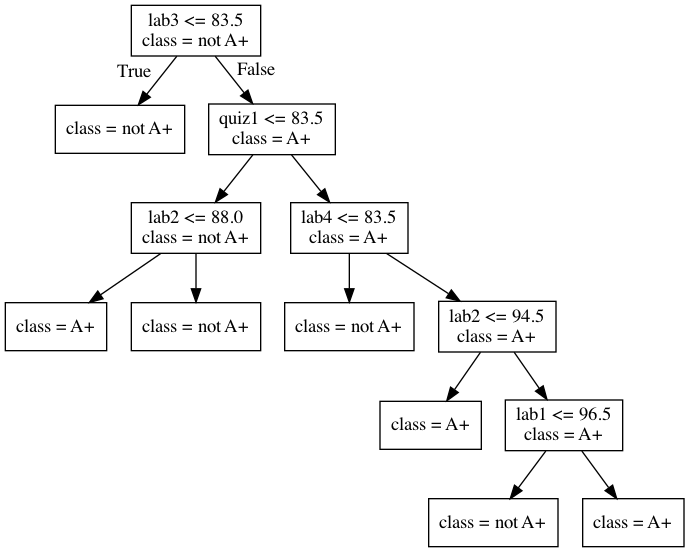 lab3 <= 83.5
class = not A+
True
False
class = not A+
quiz1 <= 83.5
class = A+
lab2 <= 88.0
class = not A+
lab4 <= 83.5
class = A+
class = A+
class = not A+
class = not A+
lab2 <= 94.5
class = A+
class = A+
lab1 <= 96.5
class = A+
class = not A+
class = A+